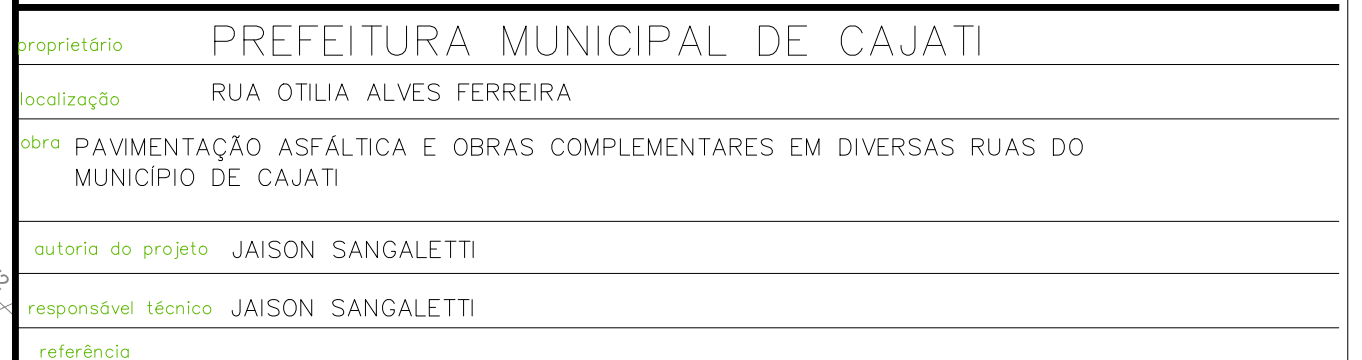 proprietário PREFEITURA MUNICIPAL DE CAJATI
localização RUA OTILIA ALVES FERREIRA
obra PAVIMENTAÇÃO ASFÁLTICA E OBRAS COMPLEMENTARES EM DIVERSAS RUAS DO
MUNICÍPIO DE CAJATI
autoria do projeto JAISON SANGALETTI
responsável técnico JAISON SANGALETTI
referência